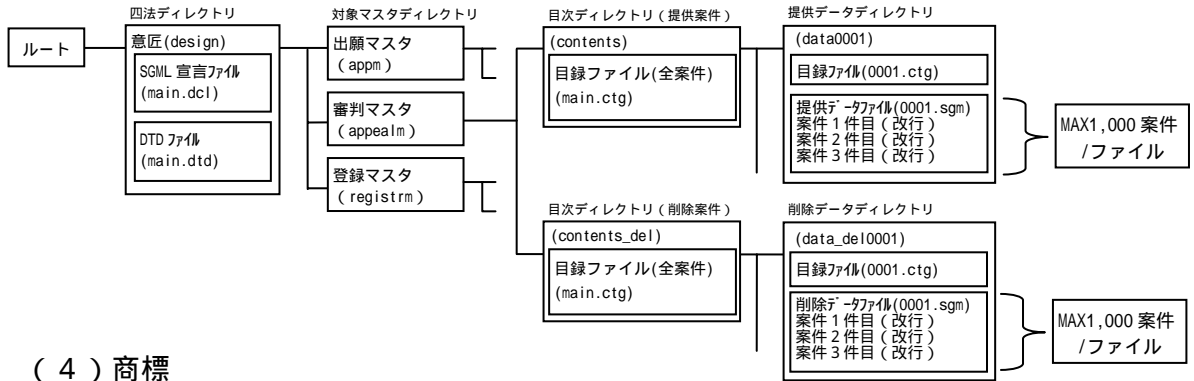 四法ディレクトリ
対象マスタディレクトリ
目次ディレクトリ(提供案件)
提供データディレクトリ
ルート
意匠(design)
SGML 宣言ファイル
(main.dcl)
DTD ファイル
(main.dtd)
出願マスタ
(appm)
審判マスタ
(appealm)
登録マスタ
(registrm)
(contents)
目録ファイル(全案件)
(main.ctg)
(data0001)
目録ファイル(0001.ctg)
提供データファイル(0001.sgm)
案件1件目(改行)
案件2件目(改行)
案件3件目(改行)
MAX1,000 案件
/ファイル
目次ディレクトリ(削除案件)
削除データディレクトリ
(contents_del)
目録ファイル(全案件)
(main.ctg)
(data_del0001)
目録ファイル(0001.ctg)
削除データファイル(0001.sgm)
案件1件目(改行)
案件2件目(改行)
案件3件目(改行)
MAX1,000 案件
/ファイル
(4)商標